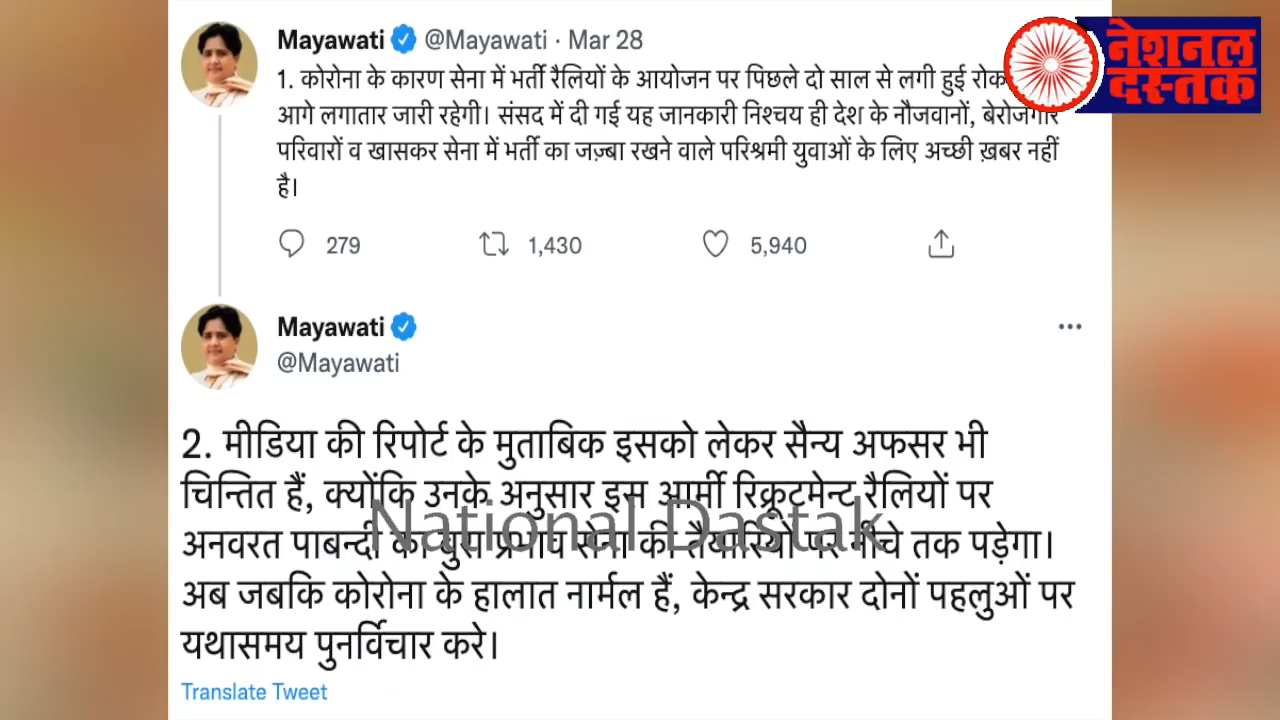 Mayawati @Mayawati · Mar 28
1. कोरोना के कारण सेना में भर्ती रैलियों के आयोजन पर पिछले दो साल से लगी हुई रोक
आगे लगातार जारी रहेगी। संसद में दी गई यह जानकारी निश्चय ही देश के नौजवानों, बेरोजगार
परिवारों व खासकर सेना में भर्ती का जज़्बा रखने वाले परिश्रमी युवाओं के लिए अच्छी ख़बर नहीं
है।
279 1,430 5,940
नेशनल
दस्तक
Mayawati
@Mayawati
2. मीडिया की रिपोर्ट के मुताबिक इसको लेकर सैन्य अफसर भी
चिन्तित हैं, क्योंकि उनके अनुसार इस आर्मी रिक्रूटमेन्ट रैलियों पर
अनवरत पाबन्दी का बुरा प्रभाव सेना की तैयारियों पर नीचे तक पड़ेगा।
National Dastak
अब जबकि कोरोना के हालात नार्मल हैं, केन्द्र सरकार दोनों पहलुओं पर
यथासमय पुनर्विचार करे।
Translate Tweet